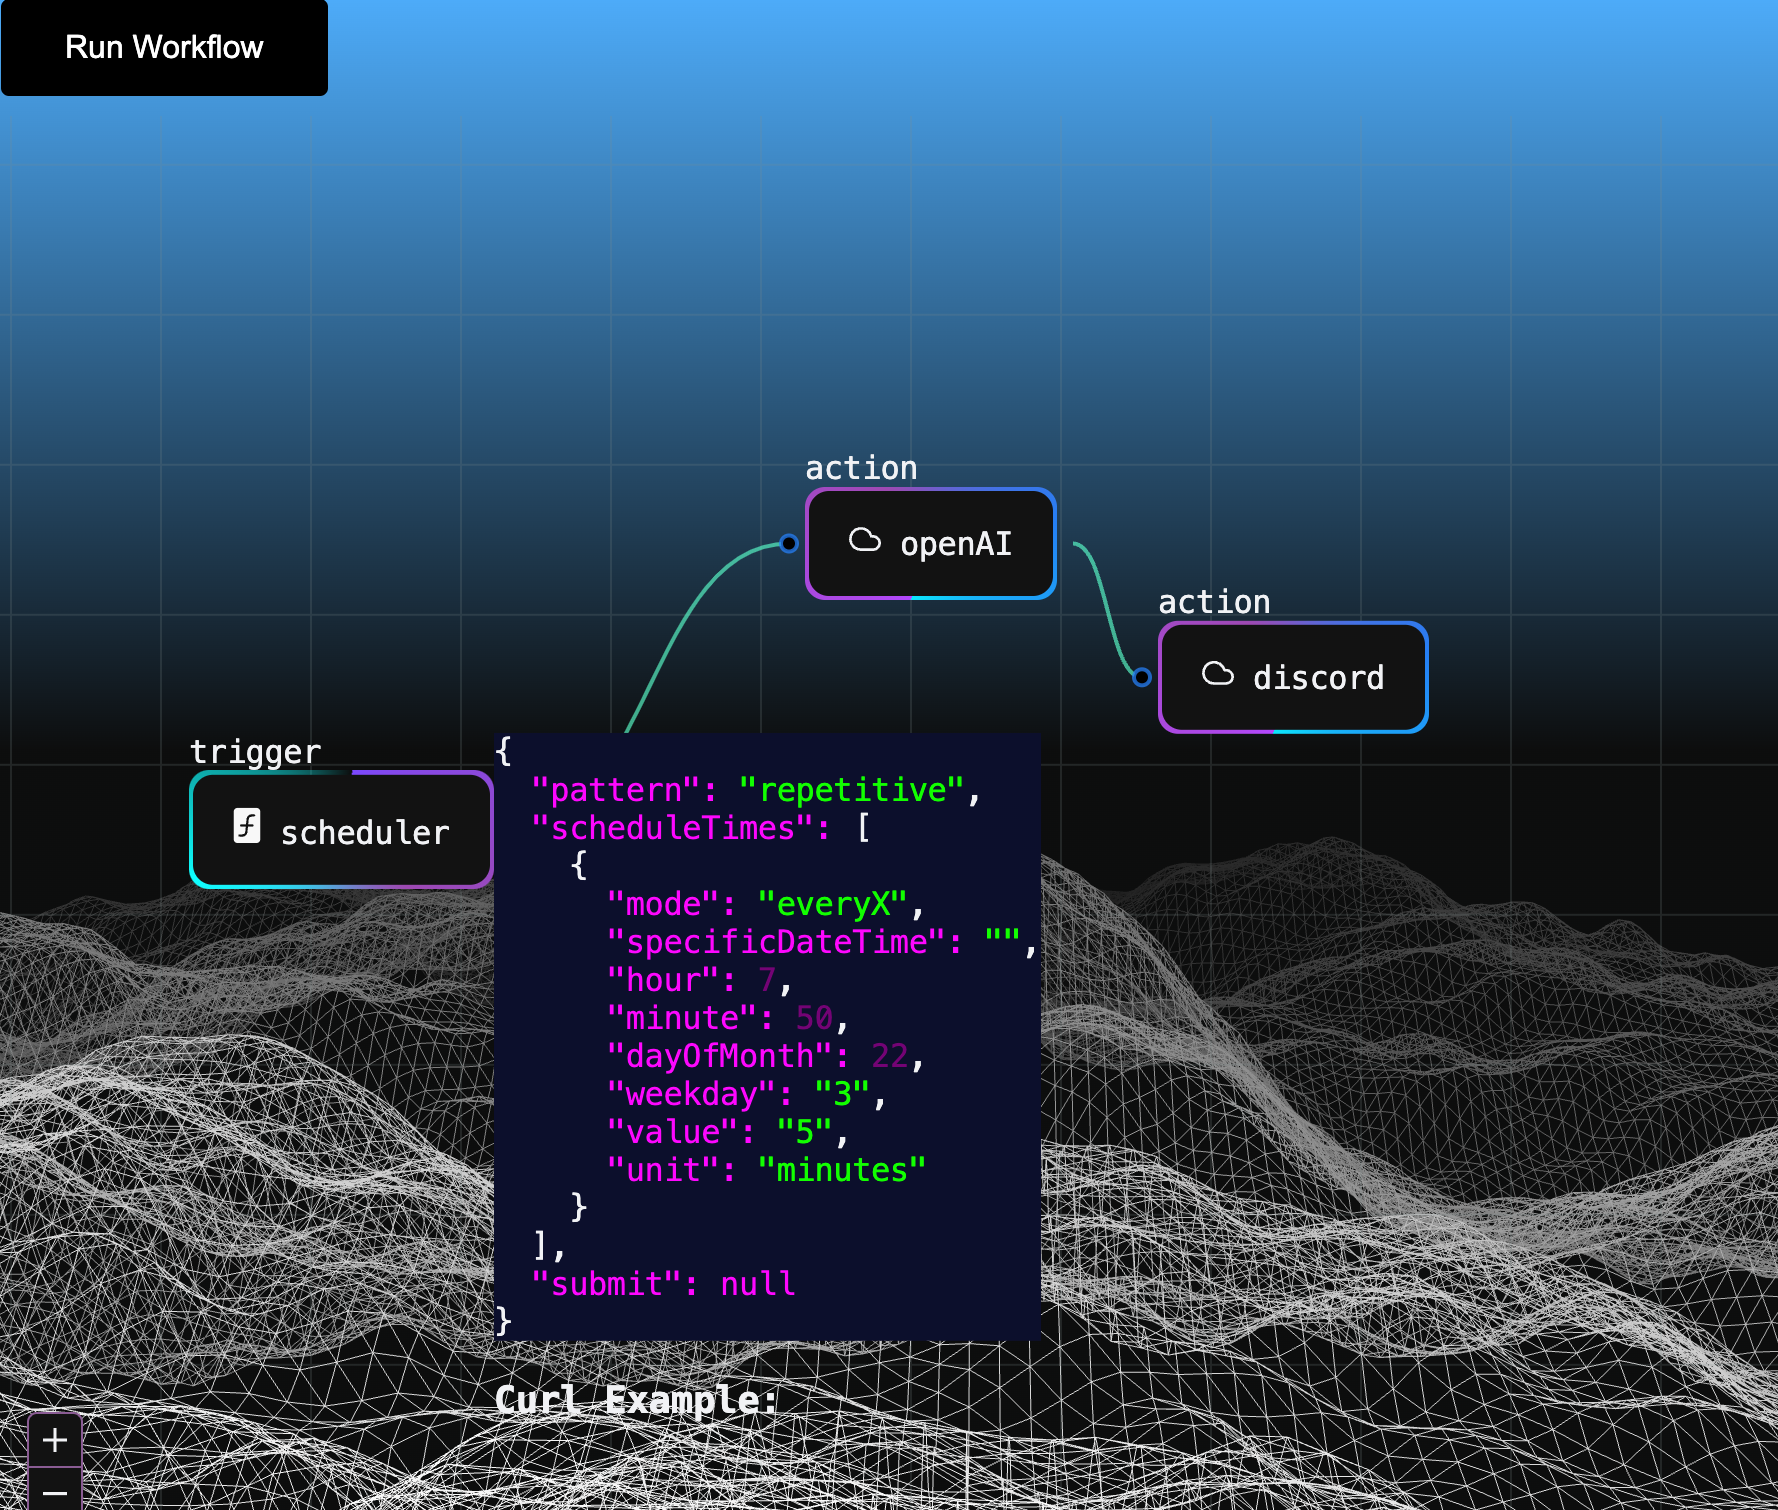 Run Workflow
action
openAI
action
discord
trigger
scheduler
{
"pattern": "repetitive",
"scheduleTimes": [
{
"mode": "everyX",
"specificDateTime": "",
"hour": 7,
"minute": 50,
"dayOfMonth": 22,
"weekday": "3",
"value": "5",
"unit": "minutes"
}
],
"submit": null
}
Curl Example: